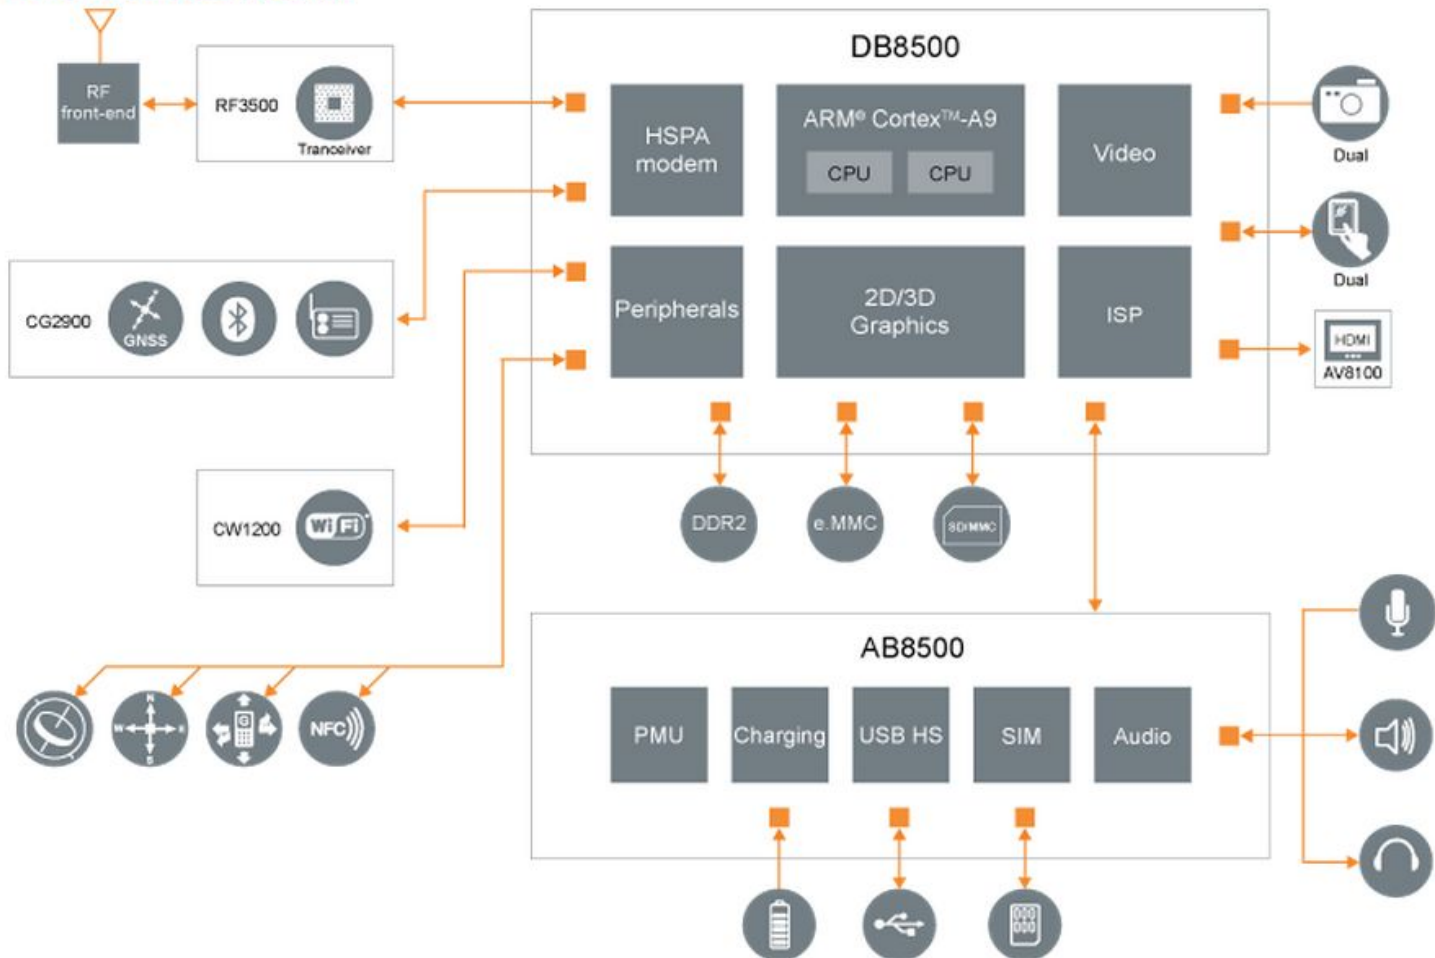 DB8500
RF
front-end
RF3500
Tranceiver
HSPA
modem
ARM® Cortex™-A9
CPU
CPU
Video
Dual
CG2900
GNSS
Peripherals
2D/3D
Graphics
ISP
Dual
HDMI
AV8100
CW1200
Wi Fi
DDR2
e.MMC
SD/MMC
AB8500
N
W
E
S
G
NFC
PMU
Charging
USB HS
SIM
Audio